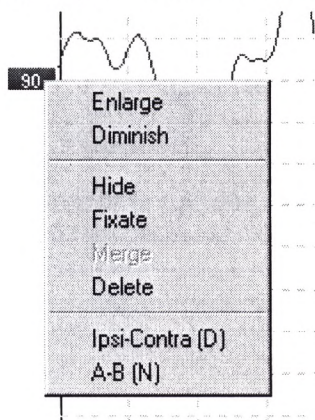 90
Enlarge
Diminish
Hide
Fixate
Merge
Delete
Ipsi-Contra (D)
A-B (N)